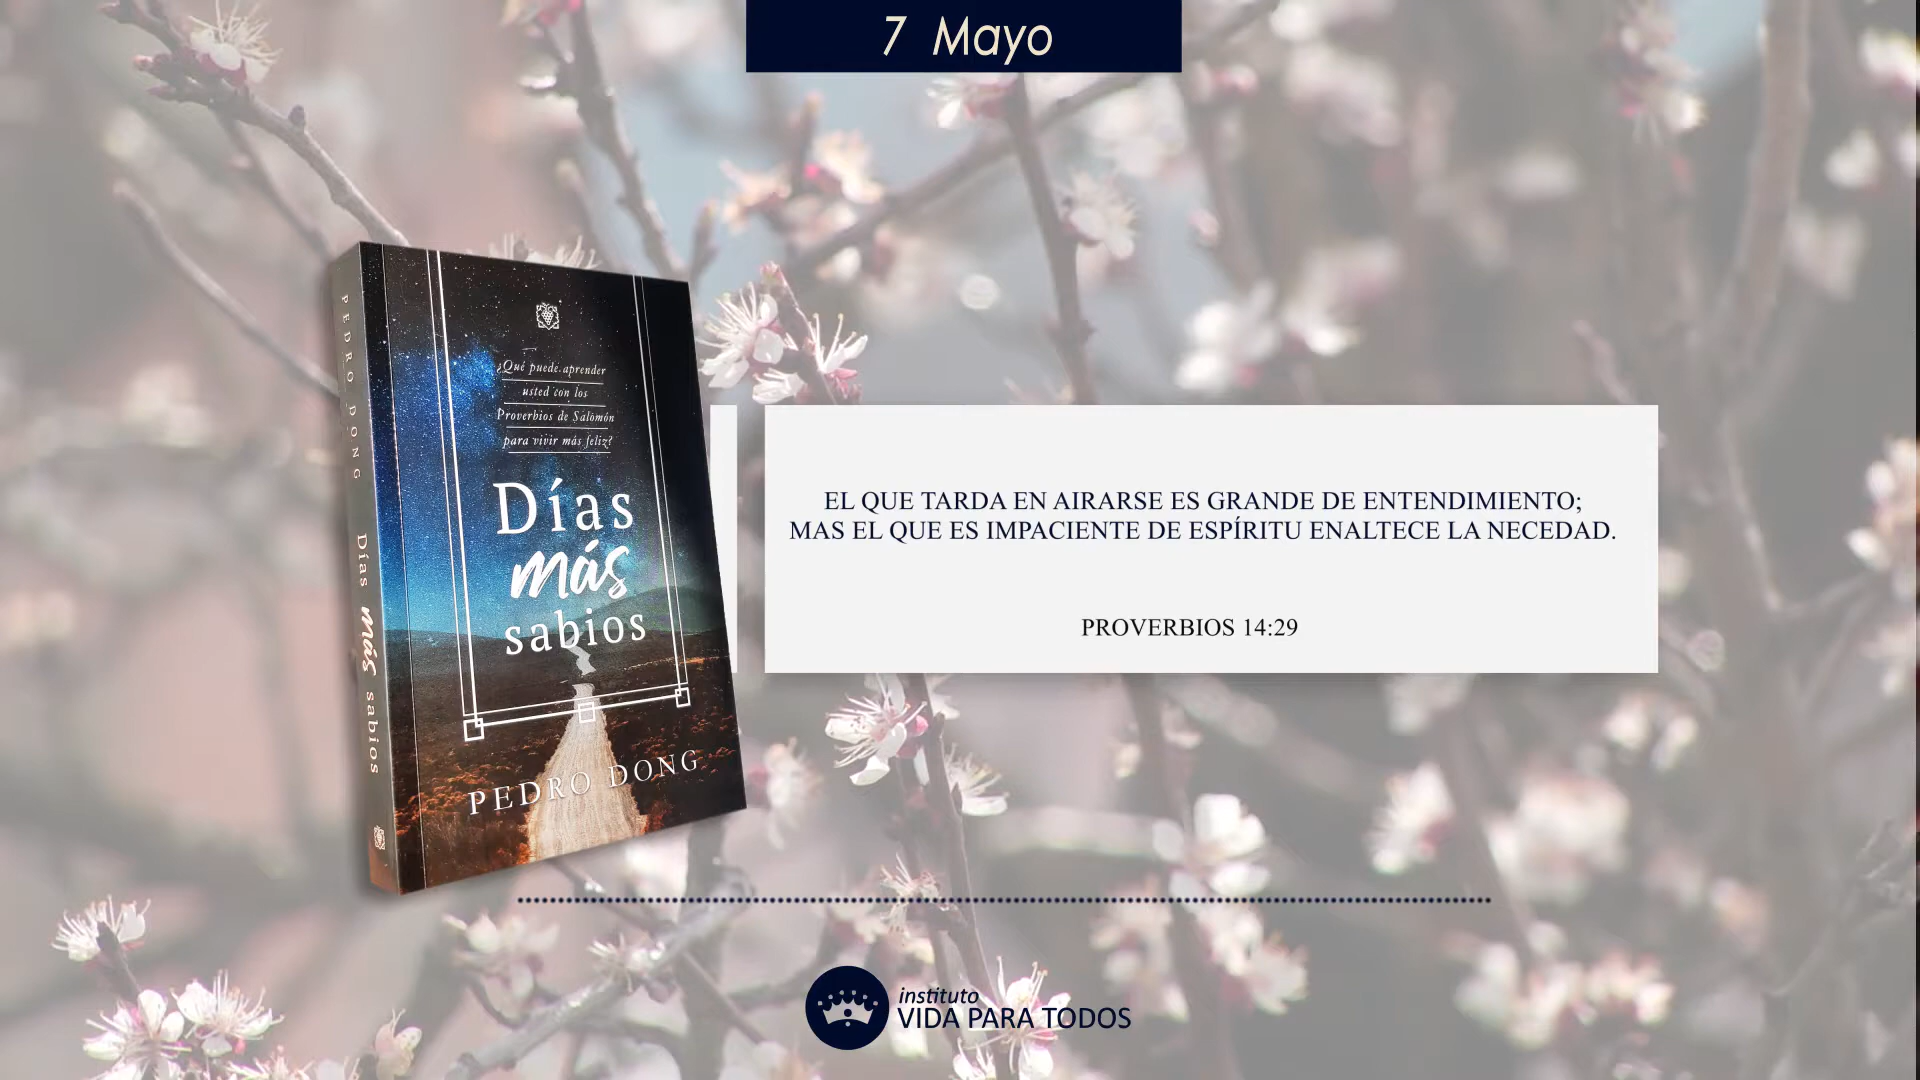 7 Mayo
PEDRO DONG Días más sabios
¿Qué puede aprender
usted con los
Proverbios de Salomón
para vivir más feliz?
Días
más
sabios
PEDRO DONG
EL QUE TARDA EN AIRARSE ES GRANDE DE ENTENDIMIENTO;
MAS EL QUE ES IMPACIENTE DE ESPÍRITU ENALTECE LA NECEDAD.
PROVERBIOS 14:29
instituto
VIDA PARA TODOS